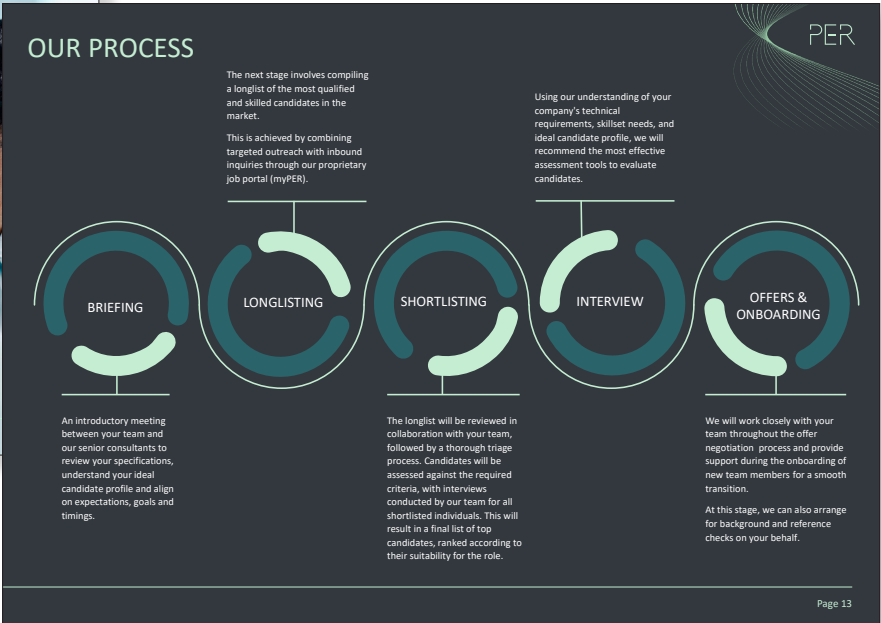 OUR PROCESS
PER
The next stage involves compiling
a longlist of the most qualified
and skilled candidates in the
market.
This is achieved by combining
targeted outreach with inbound
inquiries through our proprietary
job portal (myPER).
Using our understanding of your
company's technical
requirements, skillset needs, and
ideal candidate profile, we will
recommend the most effective
assessment tools to evaluate
candidates.
BRIEFING
LONGLISTING
SHORTLISTING
INTERVIEW
OFFERS &
ONBOARDING
An introductory meeting
between your team and
our senior consultants to
review your specifications,
understand your ideal
candidate profile and align
on expectations, goals and
timings.
The longlist will be reviewed in
collaboration with your team,
followed by a thorough triage
process. Candidates will be
assessed against the required
criteria, with interviews
conducted by our team for all
shortlisted individuals. This will
result in a final list of top
candidates, ranked according to
their suitability for the role.
We will work closely with your
team throughout the offer
negotiation process and provide
support during the onboarding of
new team members for a smooth
transition.
At this stage, we can also arrange
for background and reference
checks on your behalf.
Page 13